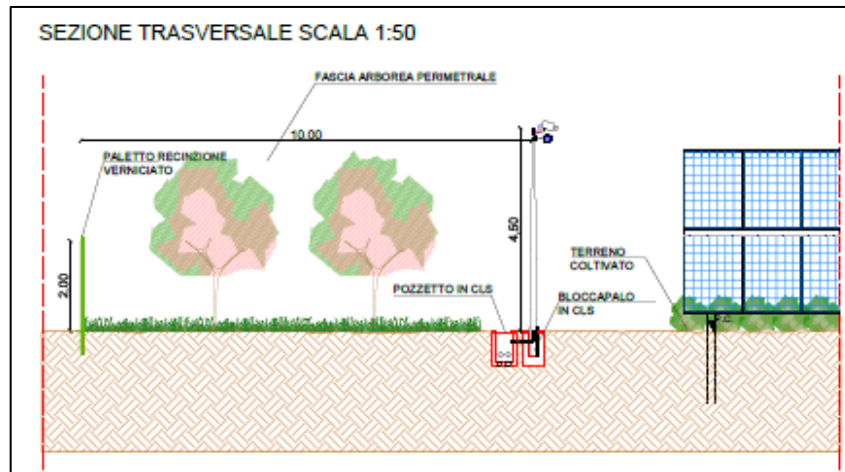 SEZIONE TRASVERSALE SCALA 1:50
FASCIA ARBOREA PERIMETRALE
10.00
PALETTO RECINZIONE
VERNICIATO
4.50
2.00
TERRENO
COLTIVATO
POZZETTO IN CLS
BLOCCAPALO
IN CLS